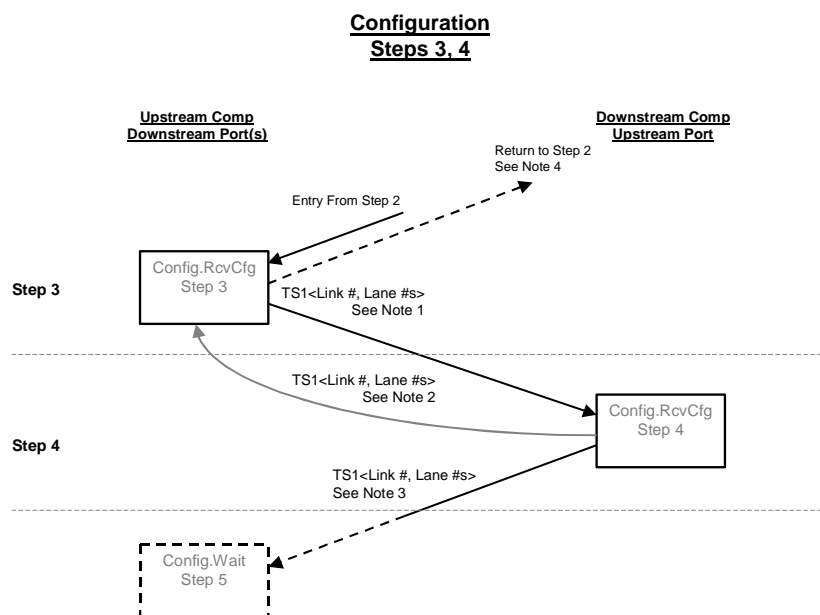 Configuration
Steps 3, 4
Upstream Comp
Downstream Port(s)
Downstream Comp
Upstream Port
Return to Step 2
See Note 4
Entry From Step 2
Config.RcvCfg
Step 3
Step 3
TS1<Link #, Lane #s>
See Note 1
TS1<Link #, Lane #s>
See Note 2
Config.RcvCfg
Step 4
Step 4
TS1<Link #, Lane #s>
See Note 3
Config.Wait
Step 5